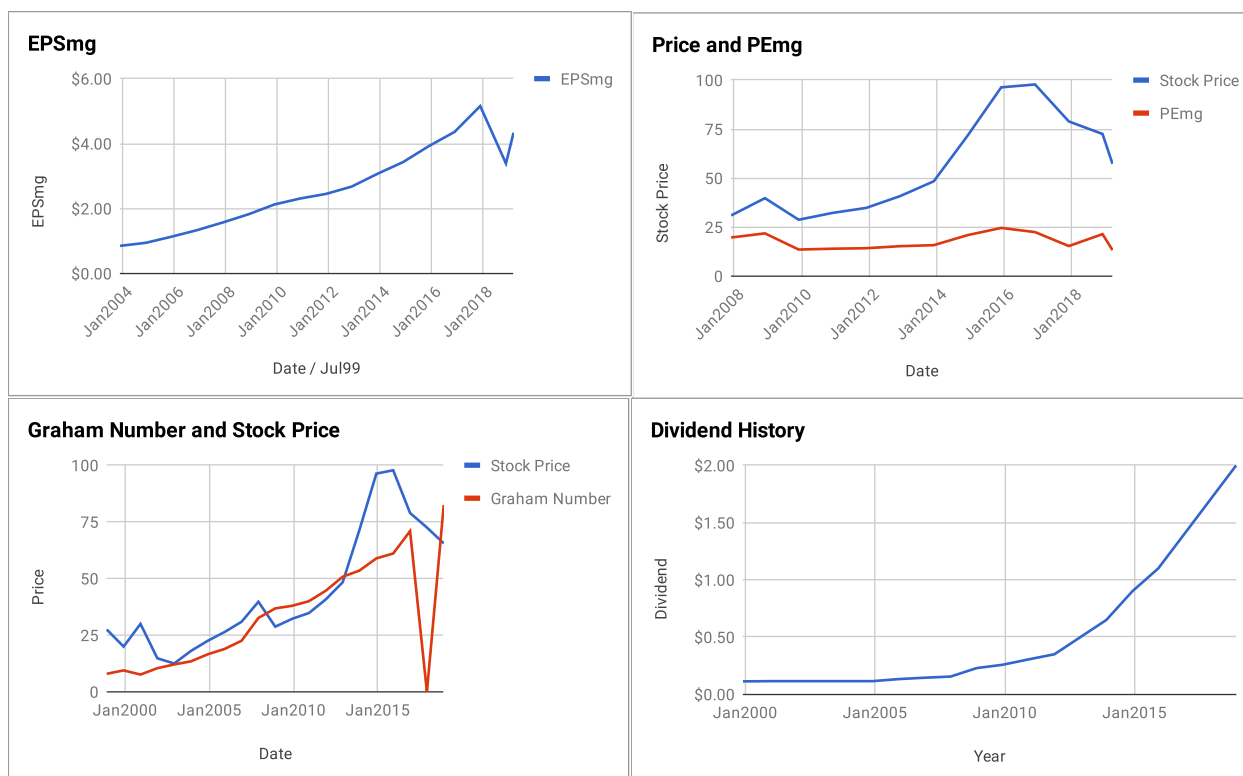 EPSmg
$6.00
$4.00
$2.00
$0.00
EPSmg
Jan2004
Jan2006
Jan2008
Jan2010
Jan2012
Jan2014
Jan2016
Jan2018
Date / Jul99
EPSmg
Price and PEmg
100
75
50
25
0
Stock Price
Jan2008
Jan2010
Jan2012
Jan2014
Jan2016
Jan2018
Date
Stock Price
PEmg
Graham Number and Stock Price
100
75
50
25
0
Price
Jan2000
Jan2005
Jan2010
Jan2015
Date
Stock Price
Graham Number
Dividend History
$2.00
$1.50
$1.00
$0.50
$0.00
Dividend
Jan2000
Jan2005
Jan2010
Jan2015
Year